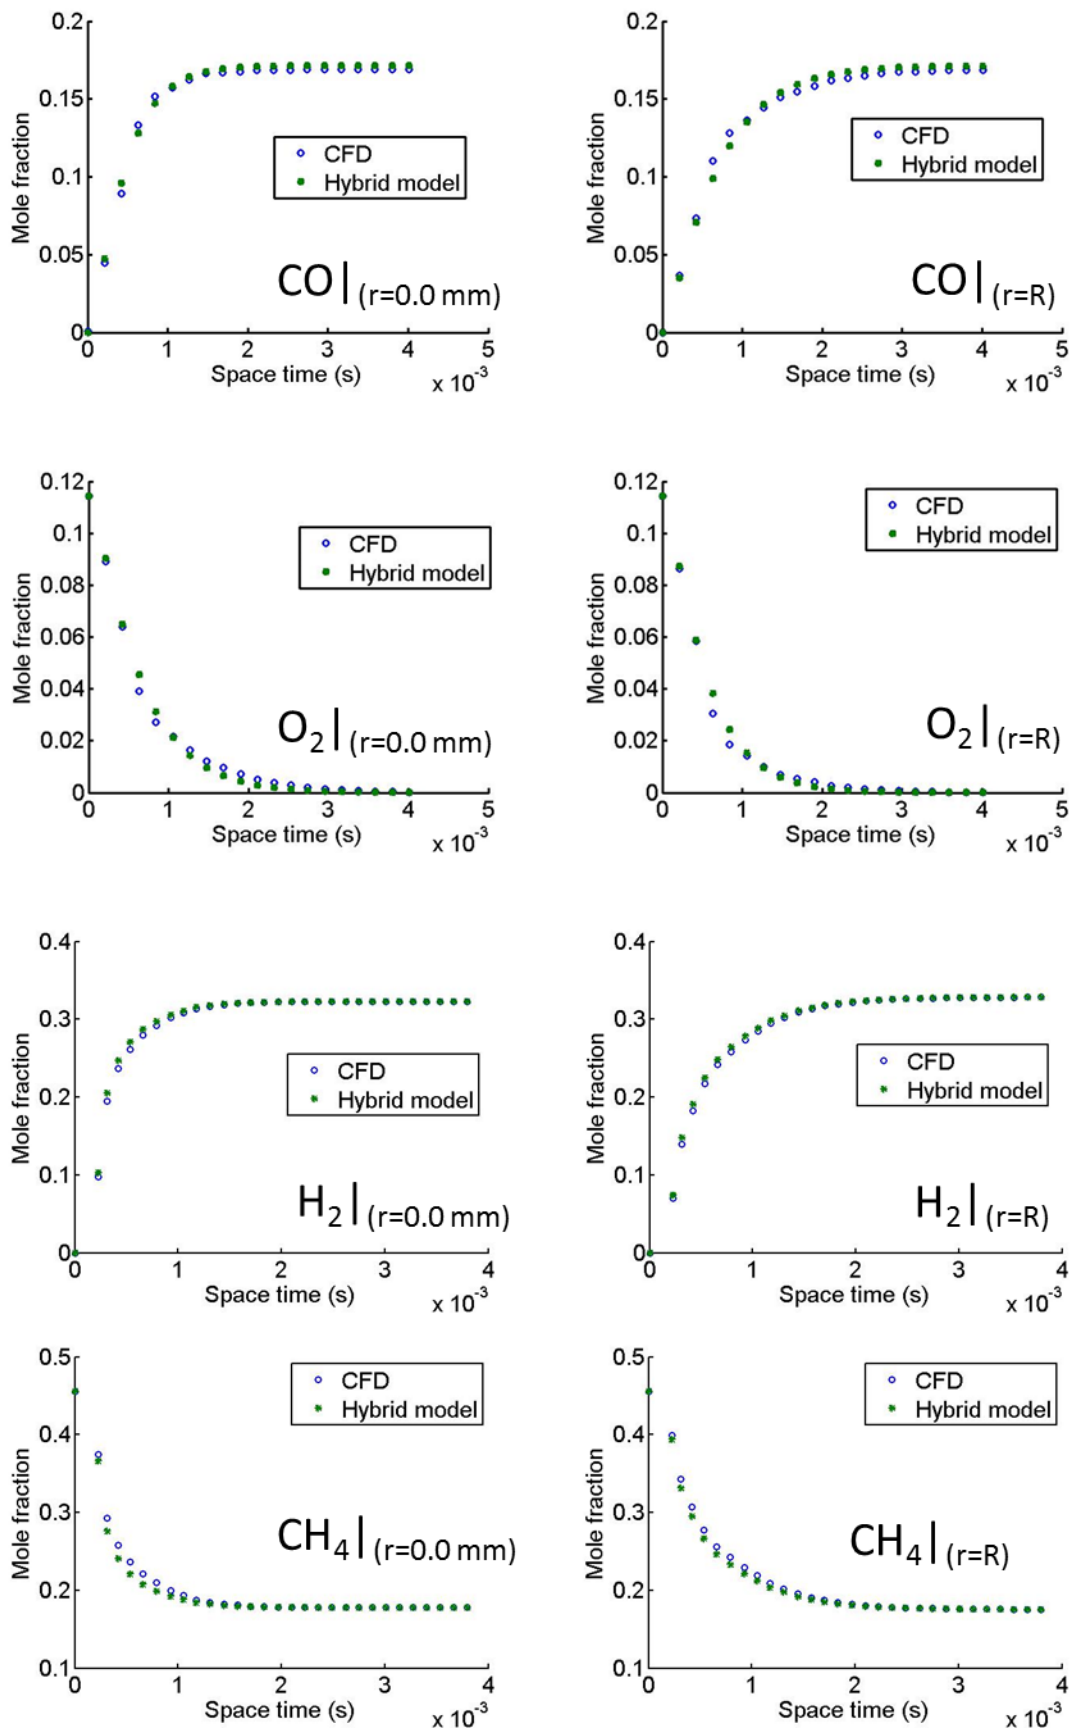 0.2
0.15
0.1
0.05
0
Mole fraction
CFD
Hybrid model
CO|(r=0.0 mm)
0 1 2 3 4 5
Space time (s)
x 10-3
0.2
0.15
0.1
0.05
0
Mole fraction
CFD
Hybrid model
CO|(r=R)
0 1 2 3 4 5
Space time (s)
x 10-3
0.12
0.1
0.08
0.06
0.04
0.02
0
Mole fraction
CFD
Hybrid model
O2|(r=0.0 mm)
0 1 2 3 4 5
Space time (s)
x 10-3
0.12
0.1
0.08
0.06
0.04
0.02
0
Mole fraction
CFD
Hybrid model
O2|(r=R)
0 1 2 3 4 5
Space time (s)
x 10-3
0.4
0.3
0.2
0.1
0
Mole fraction
CFD
Hybrid model
H2|(r=0.0 mm)
0 1 2 3 4
Space time (s)
x 10-3
0.4
0.3
0.2
0.1
0
Mole fraction
CFD
Hybrid model
H2|(r=R)
0 1 2 3 4
Space time (s)
x 10-3
0.5
0.4
0.3
0.2
0.1
Mole fraction
CFD
Hybrid model
CH4|(r=0.0 mm)
0 1 2 3 4
Space time (s)
x 10-3
0.5
0.4
0.3
0.2
0.1
Mole fraction
CFD
Hybrid model
CH4|(r=R)
0 1 2 3 4
Space time (s)
x 10-3